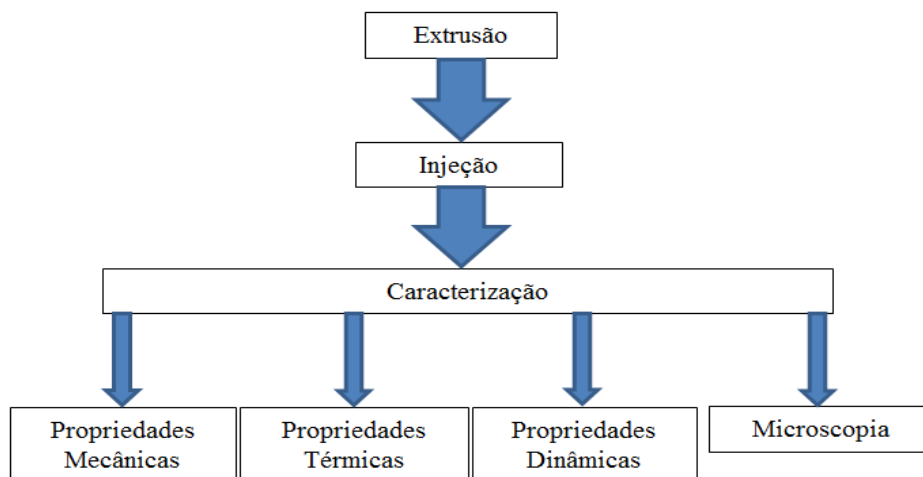 Extrusão
Injeção
Caracterização
Propriedades
Mecânicas
Propriedades
Térmicas
Propriedades
Dinâmicas
Microscopia